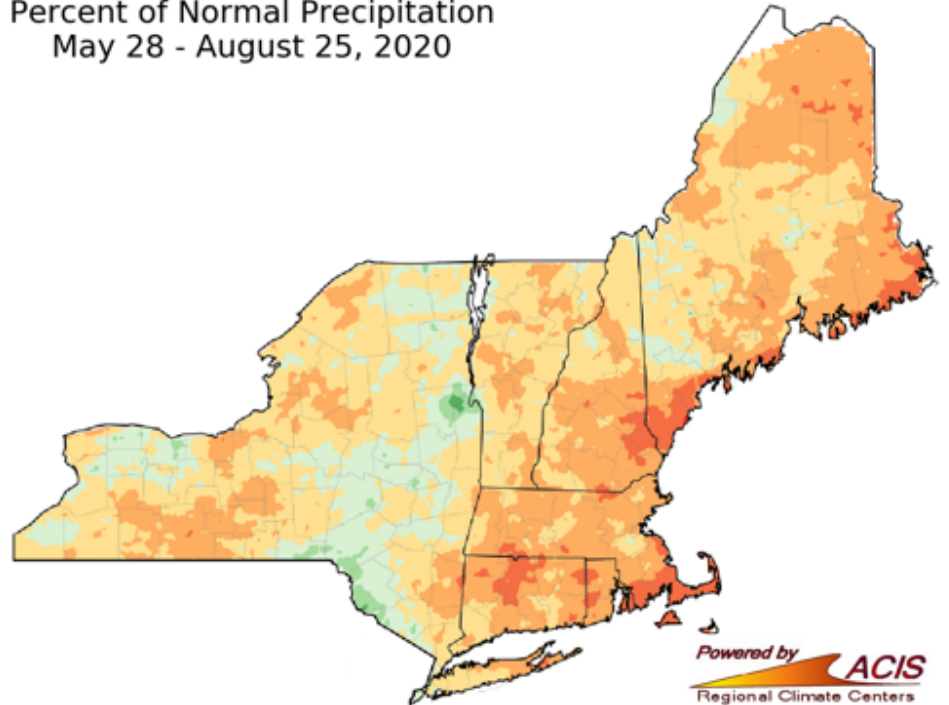 Percent of Normal Precipitation
May 28 - August 25, 2020
Powered by
ACIS
Regional Climate Centers